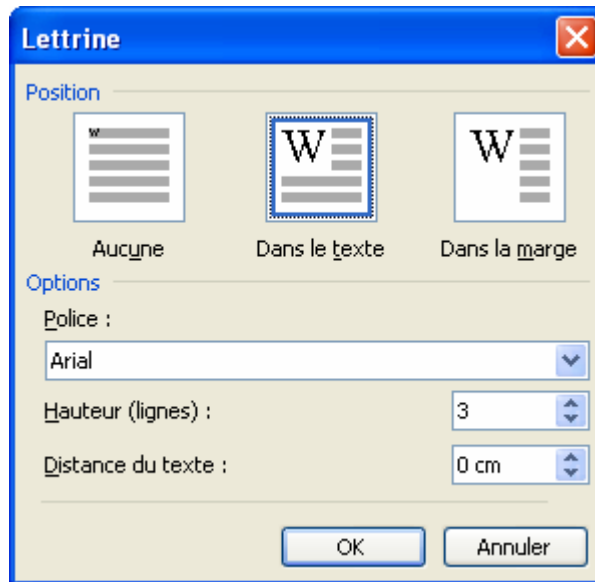 Lettrine
Position
w W W
Aucune Dans le texte Dans la marge
Options
Police :
Arial
Hauteur (lignes) : 3
Distance du texte : 0 cm
OK Annuler